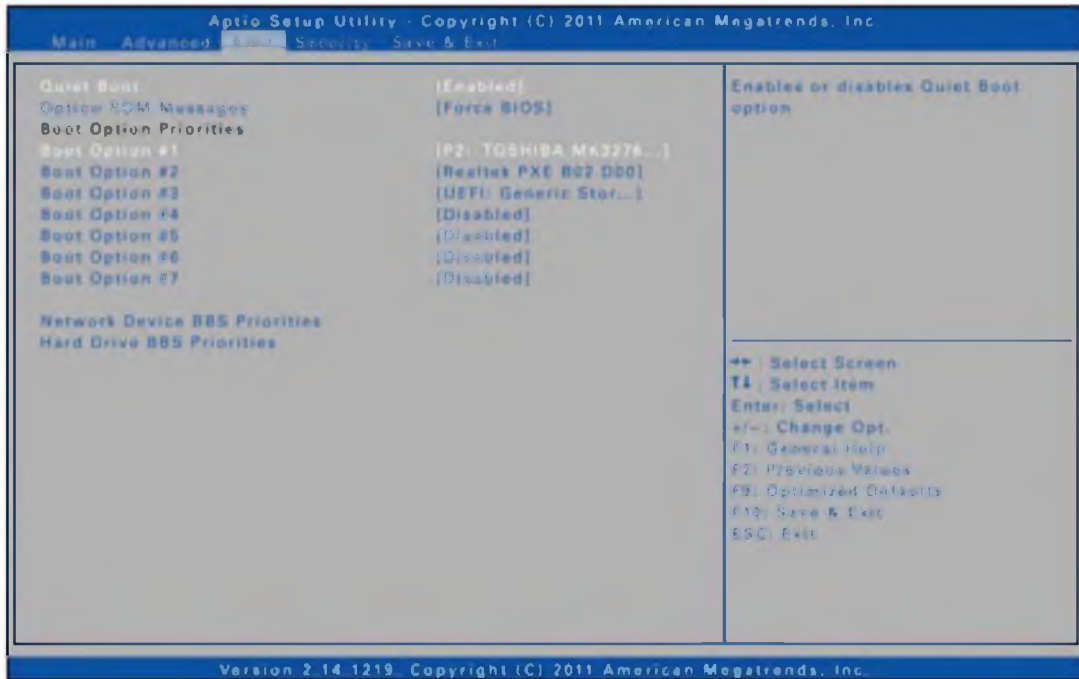 Aptio Setup Utility - Copyright (C) 2011 American Megatrends, Inc.
Main Advanced Boot Security Save & Exit
Quiet Boot [Enabled]
Option ROM Messages [Force BIOS]
Boot Option Priorities
Boot Option #1 [P2: TOSHIBA MK3276...]
Boot Option #2 [Realtek PXE B02 D00]
Boot Option #3 [UEFI: Generic Stor...]
Boot Option #4 [Disabled]
Boot Option #5 [Disabled]
Boot Option #6 [Disabled]
Boot Option #7 [Disabled]
Network Device BBS Priorities
Hard Drive BBS Priorities
Enables or disables Quiet Boot
option
→←: Select Screen
↑↓: Select Item
Enter: Select
+/-: Change Opt.
F1: General Help
F2: Previous Values
F9: Optimized Defaults
F10: Save & Exit
ESC: Exit
Version 2.14.1219. Copyright (C) 2011 American Megatrends, Inc.